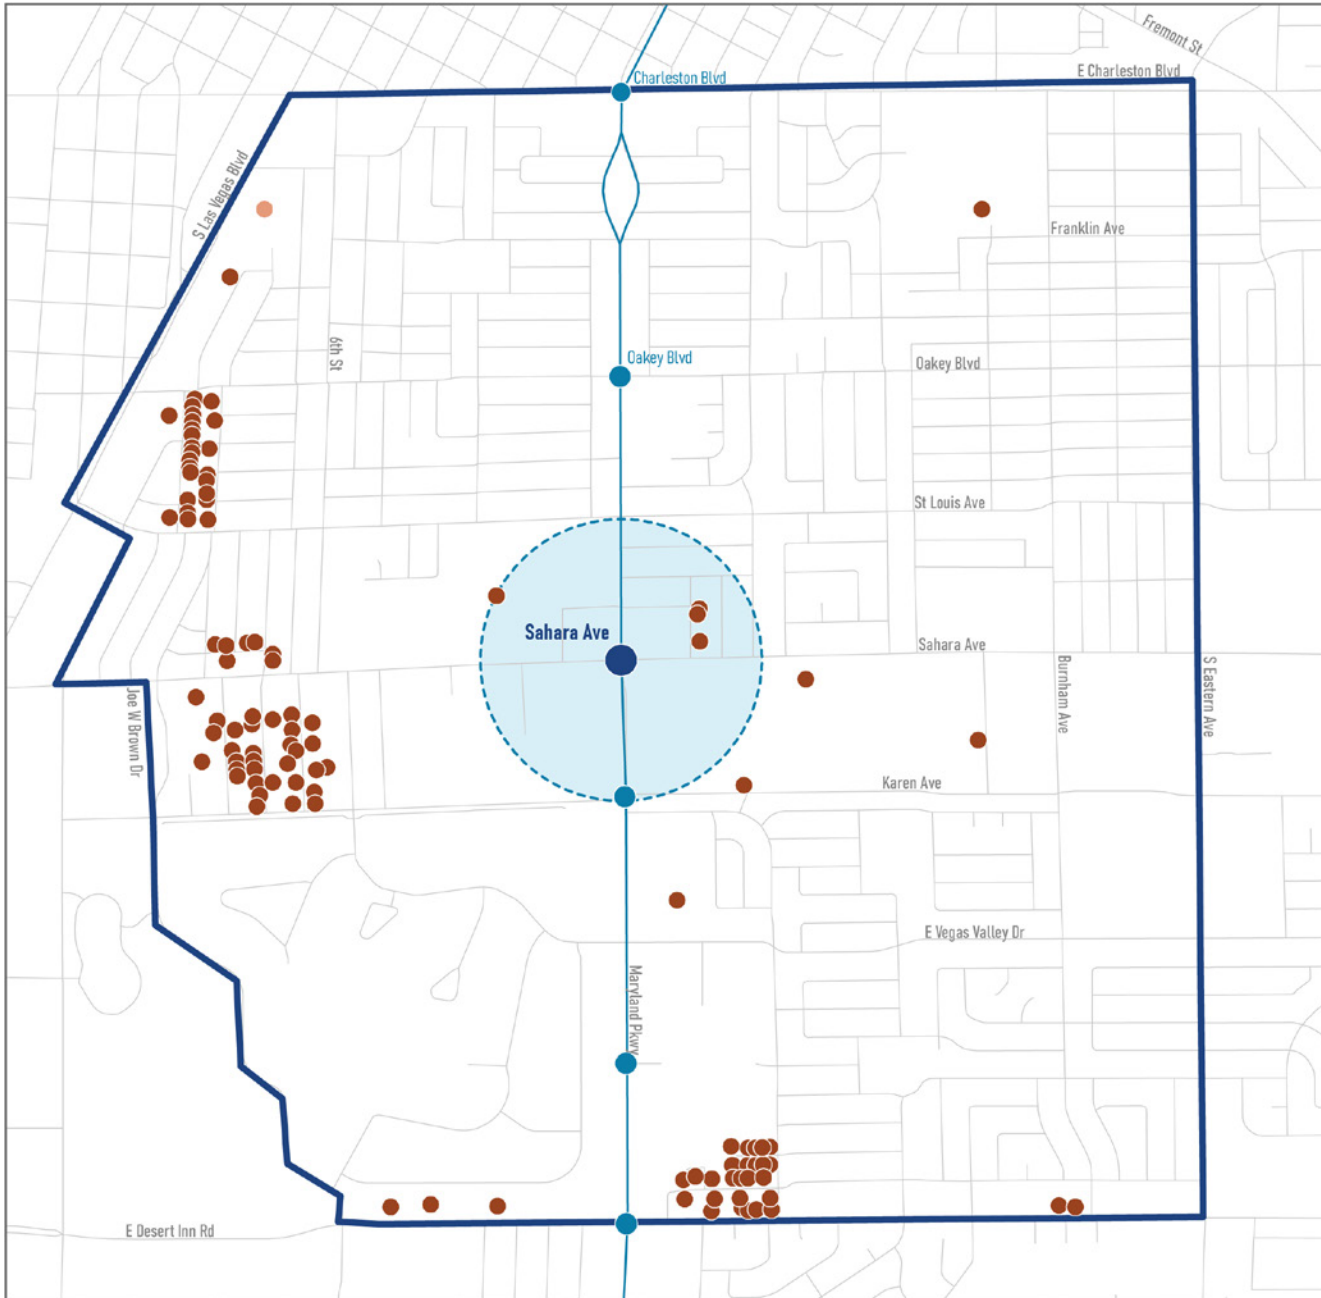 Fremont St
E Charleston Blvd
Charleston Blvd
S Las Vegas Blvd
Franklin Ave
6th St
Oakey Blvd
Oakey Blvd
St Louis Ave
Sahara Ave
Sahara Ave
Joe W Brown Dr
Burnham Ave
S Eastern Ave
Karen Ave
E Vegas Valley Dr
Maryland Pkwy
E Desert Inn Rd